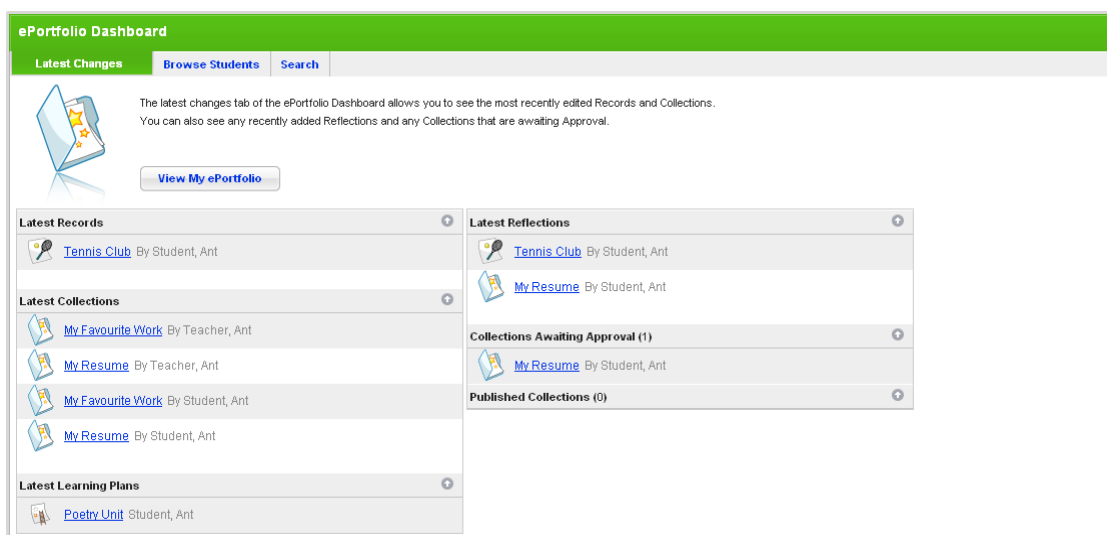 ePortfolio Dashboard
Latest Changes Browse Students Search
The latest changes tab of the ePortfolio Dashboard allows you to see the most recently edited Records and Collections.
You can also see any recently added Reflections and any Collections that are awaiting Approval.
View My ePortfolio
Latest Records
Tennis Club By Student, Ant
Latest Collections
My Favourite Work By Teacher, Ant
My Resume By Teacher, Ant
My Favourite Work By Student, Ant
My Resume By Student, Ant
Latest Learning Plans
Poetry Unit Student, Ant
Latest Reflections
Tennis Club By Student, Ant
My Resume By Student, Ant
Collections Awaiting Approval (1)
My Resume By Student, Ant
Published Collections (0)